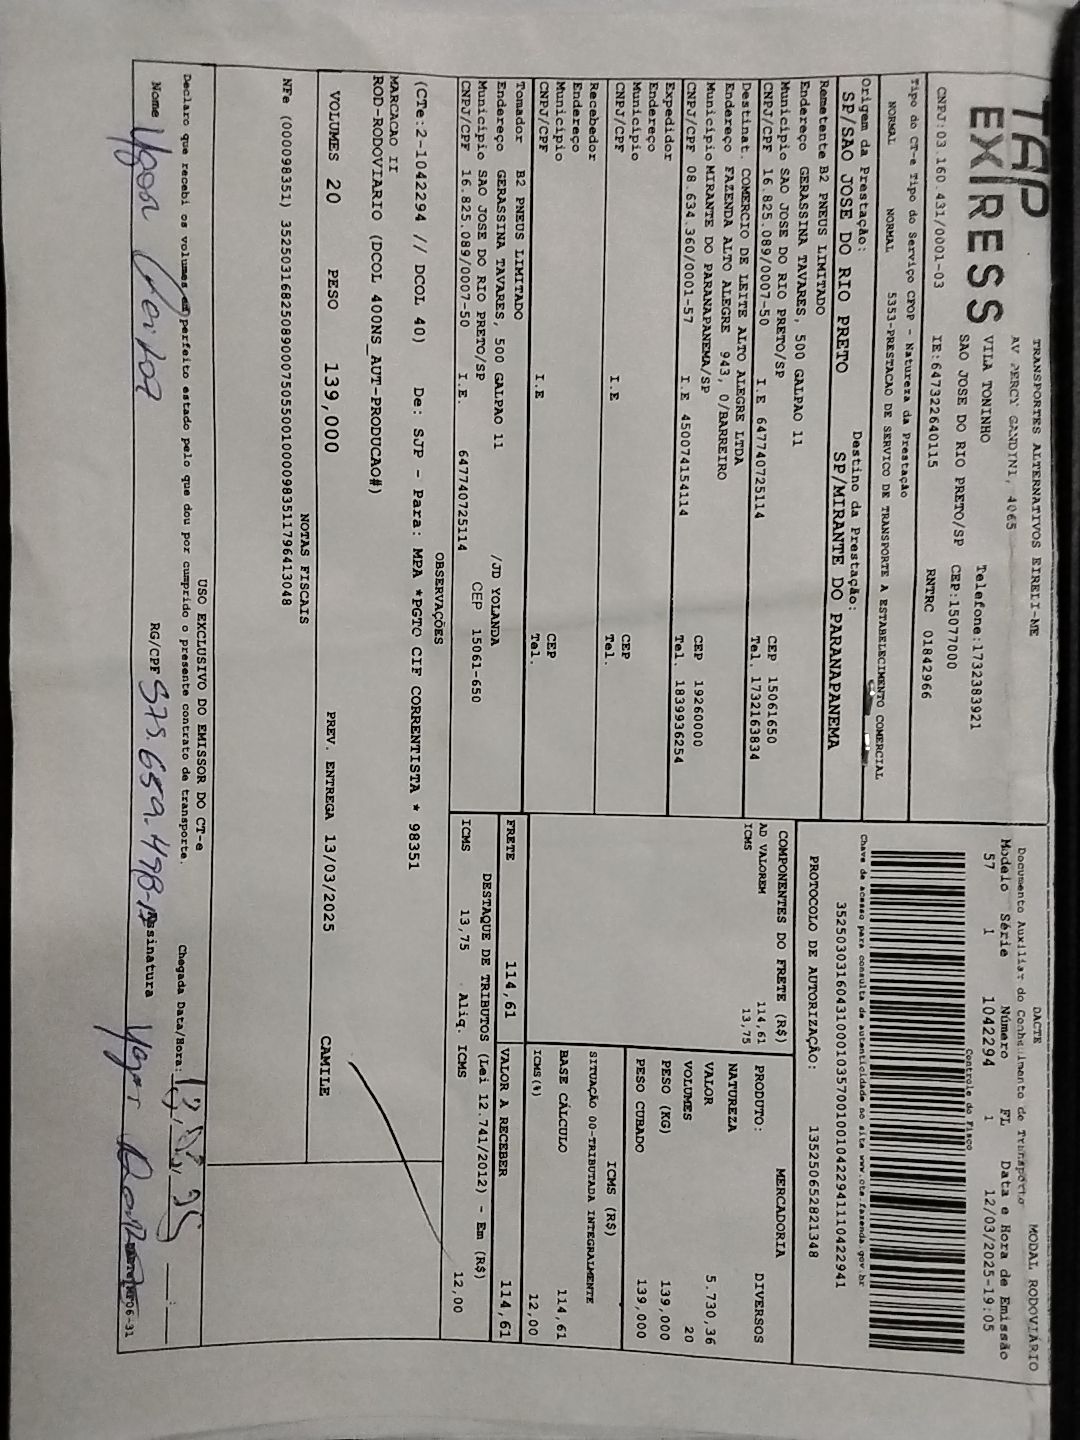 TAP
EXPRESS
TRANSPORTES ALTERNATIVOS EIRELI-ME
AV PERCY GANDINI, 4065
VILA TONINHO Telefone:1732383921
SAO JOSE DO RIO PRETO/SP CEP:15077000
CNPJ:03.160.431/0001-03 IE:647322640115 RNTRC 01842966
Tipo do CT-e Tipo do Serviço CFOP - Natureza da Prestação
NORMAL NORMAL 5353-PRESTACAO DE SERVICO DE TRANSPORTE A ESTABELECIMENTO COMERCIAL
Origem da Prestação: Destino da Prestação:
SP/SAO JOSE DO RIO PRETO SP/MIRANTE DO PARANAPANEMA
Remetente B2 PNEUS LIMITADO
Endereço GERASSINA TAVARES, 500 GALPAO 11
Município SAO JOSE DO RIO PRETO/SP CEP 15061650
CNPJ/CPF 16.825.089/0007-50 I.E 647740725114 Tel. 1732163834
Destinat. COMERCIO DE LEITE ALTO ALEGRE LTDA
Endereço FAZENDA ALTO ALEGRE 943, 0/BARREIRO
Município MIRANTE DO PARANAPANEMA/SP CEP 19260000
CNPJ/CPF 08.634.360/0001-57 I.E 450074154114 Tel. 1839936254
Expedidor
Endereço
Município CEP
CNPJ/CPF I.E Tel.
Recebedor
Endereço
Município CEP
CNPJ/CPF I.E Tel.
Tomador B2 PNEUS LIMITADO
Endereço GERASSINA TAVARES, 500 GALPAO 11 /JD YOLANDA
Município SAO JOSE DO RIO PRETO/SP CEP 15061-650
CNPJ/CPF 16.825.089/0007-50 I.E. 647740725114
DACTE MODAL RODOVIÁRIO
Documento Auxiliar do Conhecimento de Transporte
Modelo Série Número FL Data e Hora de Emissão
57 1 1042294 1 12/03/2025-19:05
Controle do Fisco
Chave de acesso para consulta de autenticidade no site www.cte.fazenda.gov.br
35250303160431000103570010010422941110422941
PROTOCOLO DE AUTORIZAÇÃO: 135250652821348
COMPONENTES DO FRETE (R$)
AD VALOREM 114,61
ICMS 13,75
PRODUTO: MERCADORIA
NATUREZA DIVERSOS
VALOR 5.730,36
VOLUMES 20
PESO (KG) 139,000
PESO CUBADO 139,000
ICMS (R$)
SITUAÇÃO 00-TRIBUTADA INTEGRALMENTE
BASE CÁLCULO 114,61
ICMS(%) 12,00
FRETE 114,61 VALOR A RECEBER 114,61
DESTAQUE DE TRIBUTOS (Lei 12.741/2012) - Em (R$)
ICMS 13,75 Aliq. ICMS 12,00
OBSERVAÇÕES
(CTe:2-1042294 // DCOL 40) De: SJP - Para: MPA *PGTO CIF CORRENTISTA * 98351
MARCACAO II
ROD-RODOVIARIO (DCOL 400NS_AUT-PRODUCAO#)
VOLUMES 20 PESO 139,000 PREV. ENTREGA 13/03/2025 CAMILE
NOTAS FISCAIS
NFe (000098351) 35250316825089000750550010000983511796413048
USO EXCLUSIVO DO EMISSOR DO CT-e
Declaro que recebi os volumes em perfeito estado pelo que dou por cumprido o presente contrato de transporte. Chegada Data/Hora:
Nome RG/CPF Assinatura